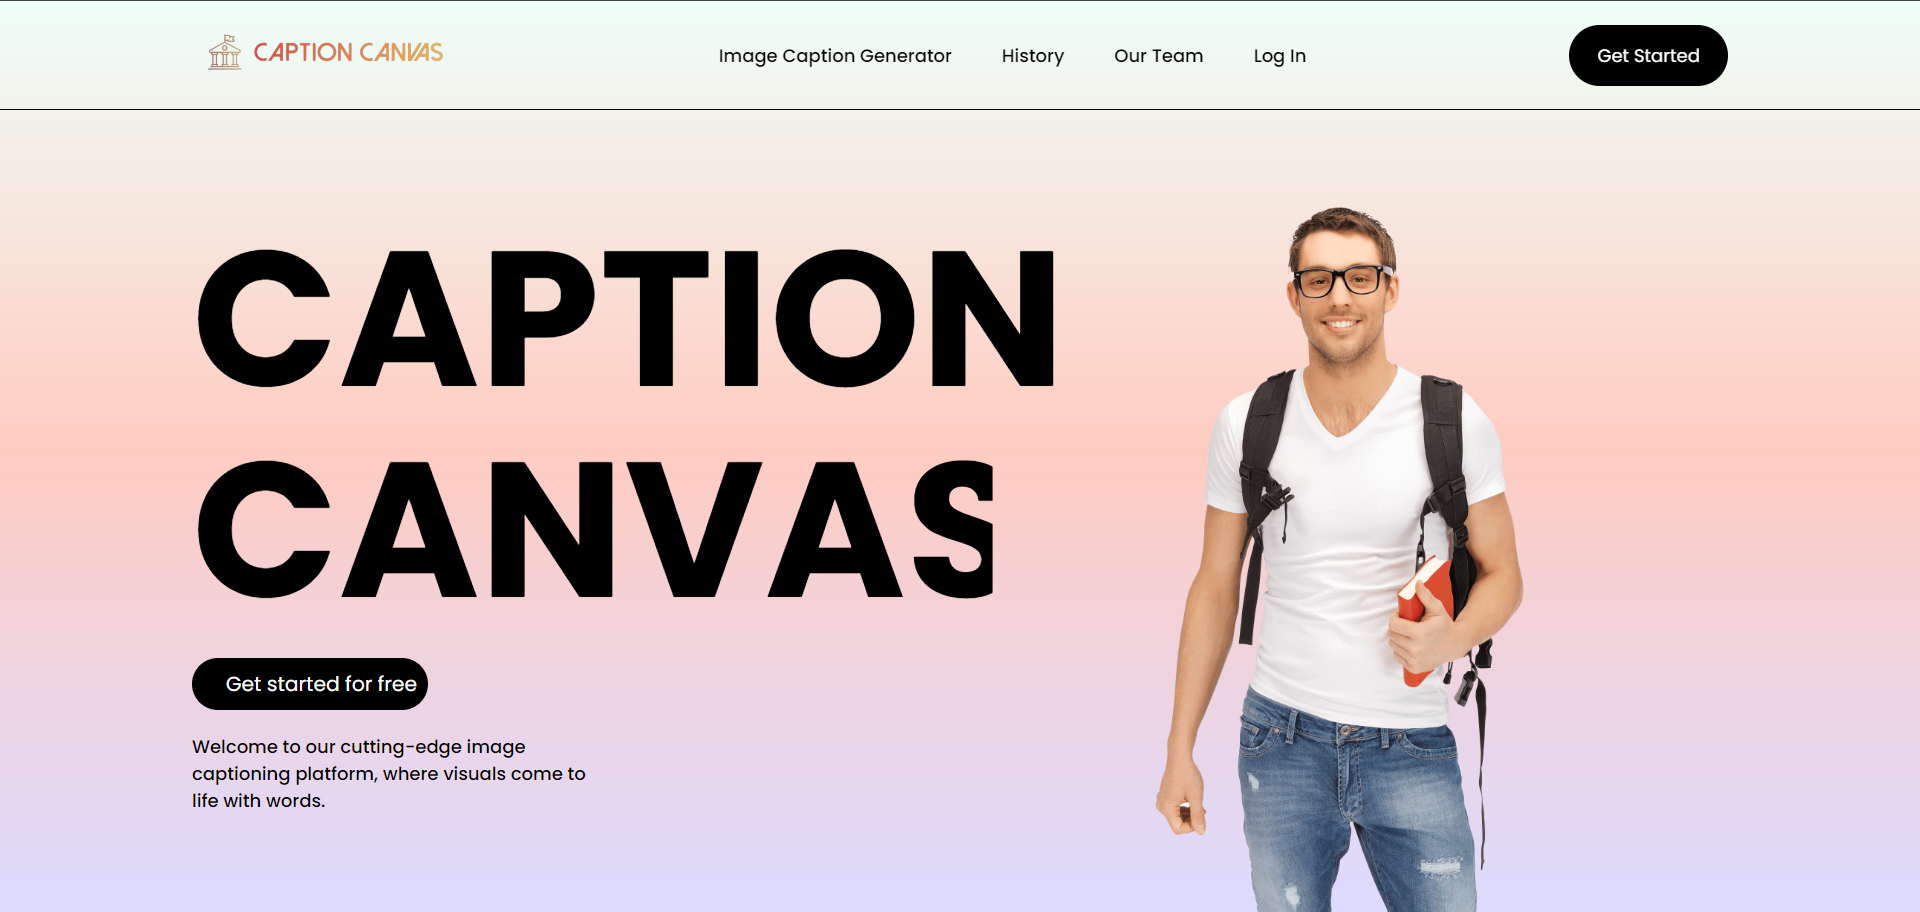 CAPTION CANVAS
Image Caption Generator
History
Our Team
Log In
Get Started
CAPTION
CANVAS
Get started for free
Welcome to our cutting-edge image
captioning platform, where visuals come to
life with words.